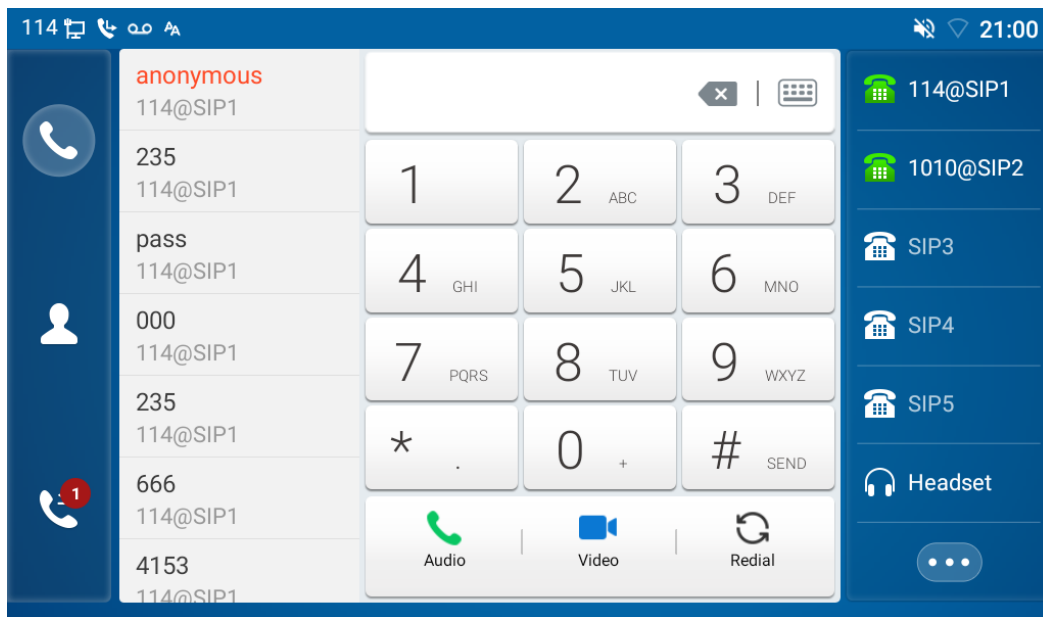 114 21:00
anonymous
114@SIP1
235
114@SIP1
pass
114@SIP1
000
114@SIP1
235
114@SIP1
666
114@SIP1
4153
114@SIP1
1
2 ABC
3 DEF
4 GHI
5 JKL
6 MNO
7 PQRS
8 TUV
9 WXYZ
* .
0 +
# SEND
Audio
Video
Redial
114@SIP1
1010@SIP2
SIP3
SIP4
SIP5
Headset
1